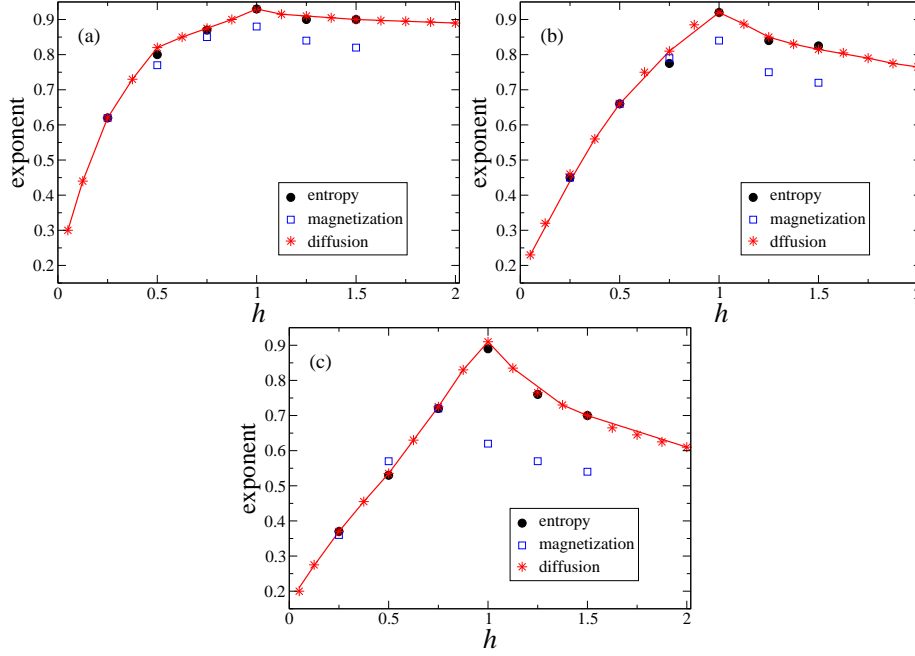 (a)
0.9
0.8
0.7
0.6
0.5
0.4
0.3
0.2
exponent
0 0.5 1 1.5 2
h
entropy
magnetization
diffusion
(b)
0.9
0.8
0.7
0.6
0.5
0.4
0.3
0.2
exponent
0 0.5 1 1.5
h
entropy
magnetization
dffusion
(c)
0.9
0.8
0.7
0.6
0.5
0.4
0.3
0.2
exponent
0 0.5 1 1.5 2
h
entropy
magnetization
diffusion